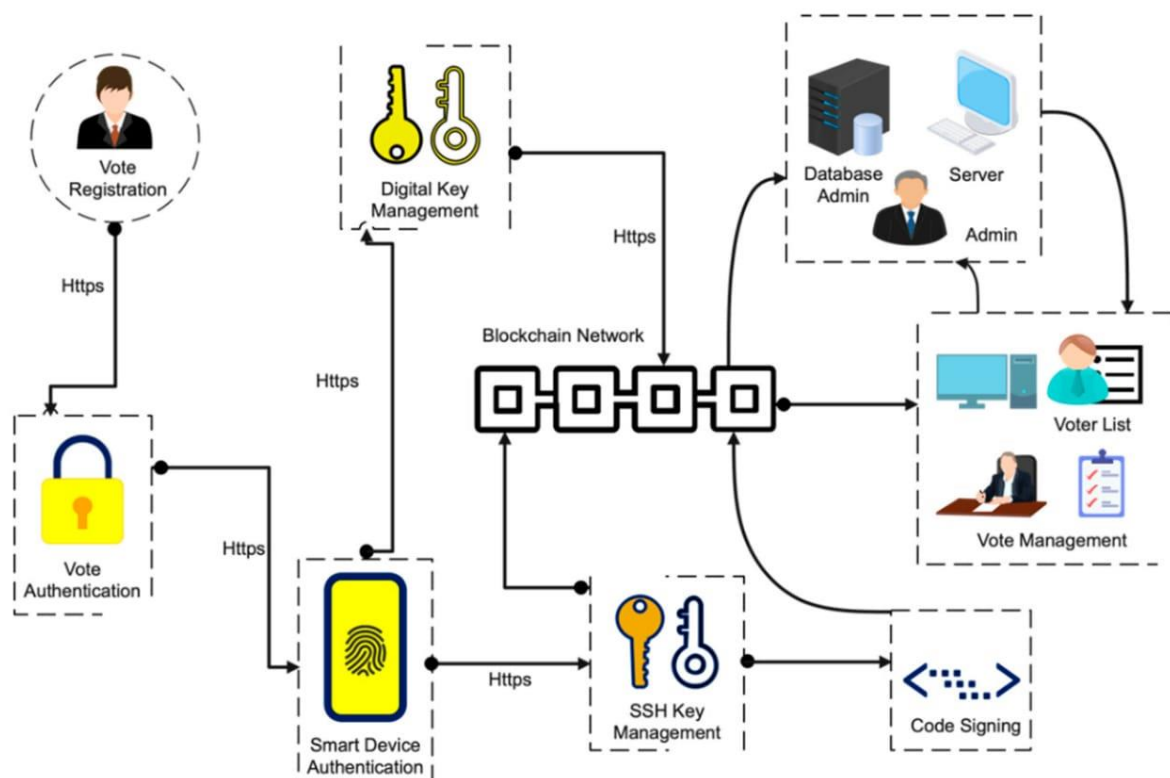 Vote
Registration
Https
Vote
Authentication
Https
Smart Device
Authentication
Https
Digital Key
Management
Https
Blockchain Network
Https
SSH Key
Management
Code Signing
Database
Admin
Server
Admin
Voter List
Vote Management